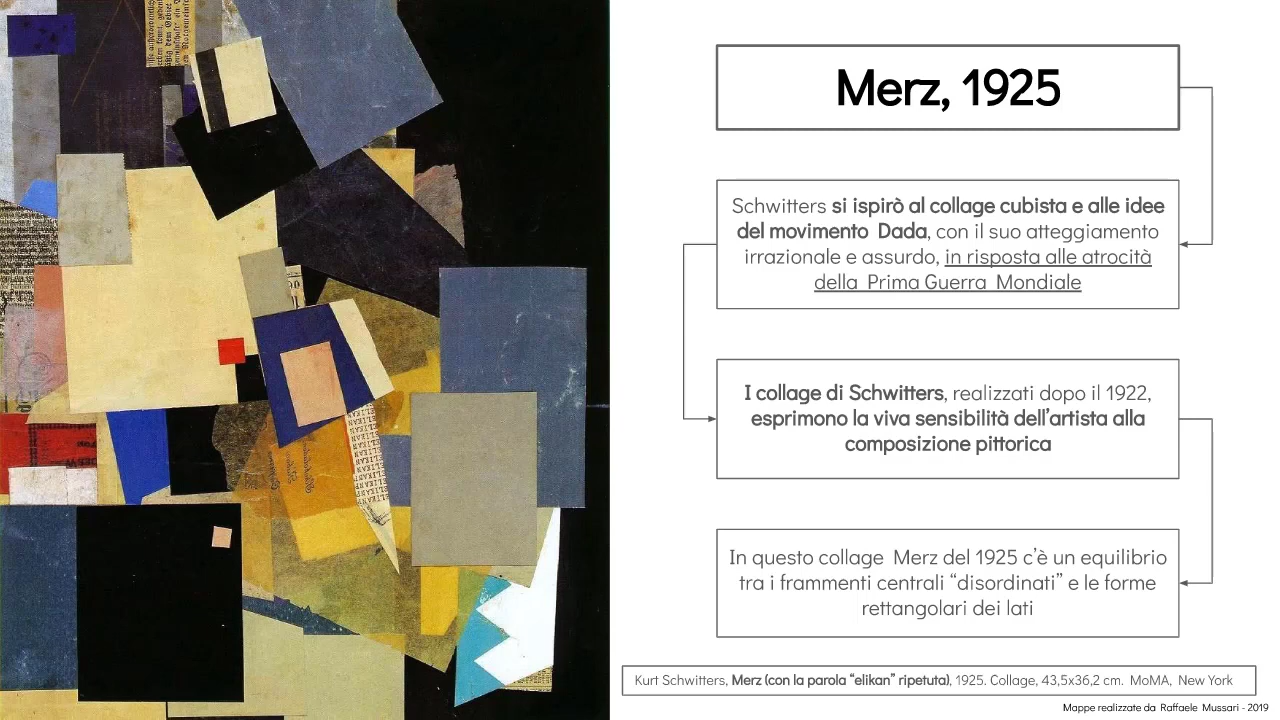 Merz, 1925
Schwitters si ispirò al collage cubista e alle idee
del movimento Dada, con il suo atteggiamento
irrazionale e assurdo, in risposta alle atrocità
della Prima Guerra Mondiale
I collage di Schwitters, realizzati dopo il 1922,
esprimono la viva sensibilità dell'artista alla
composizione pittorica
In questo collage Merz del 1925 c'è un equilibrio
tra i frammenti centrali “disordinati” e le forme
rettangolari dei lati
Kurt Schwitters, Merz (con la parola “elikan” ripetuta), 1925. Collage, 43,5x36,2 cm. MoMA, New York
Mappe realizzate da Raffaele Mussari - 2019